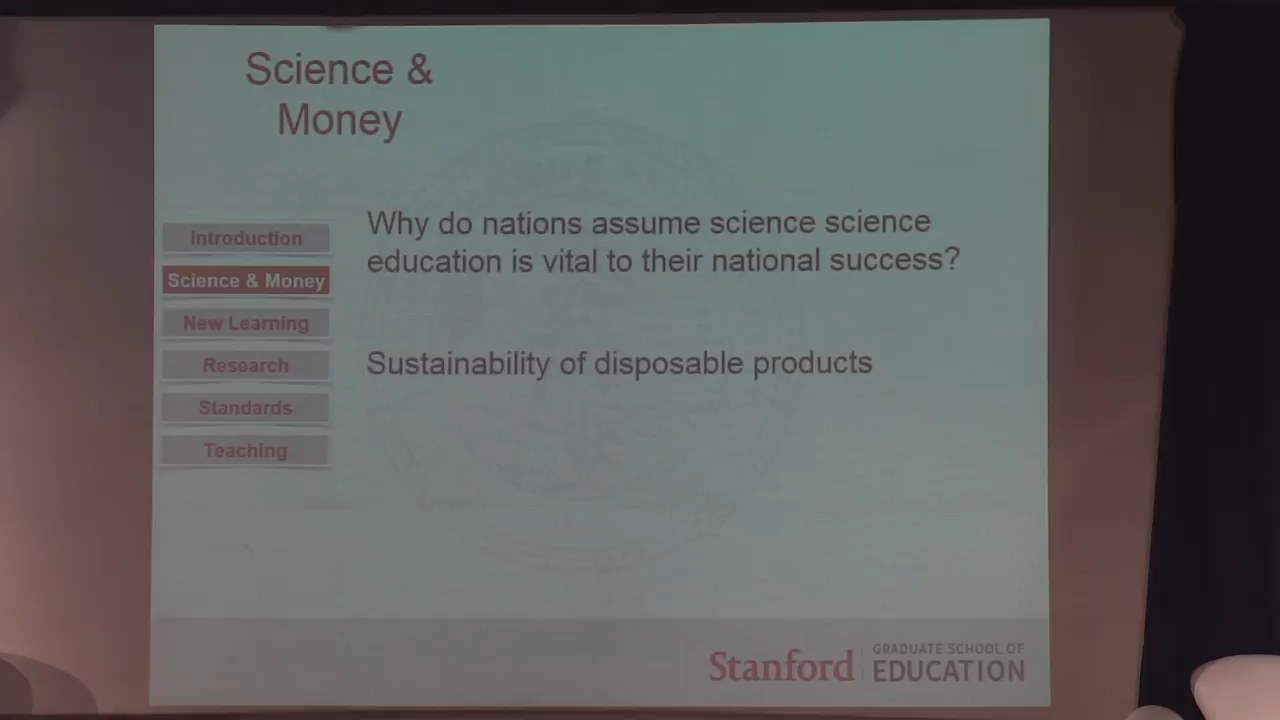 Science &
Money
Introduction
Science & Money
New Learning
Research
Standards
Teaching
Why do nations assume science science
education is vital to their national success?
Sustainability of disposable products
Stanford
GRADUATE SCHOOL OF
EDUCATION